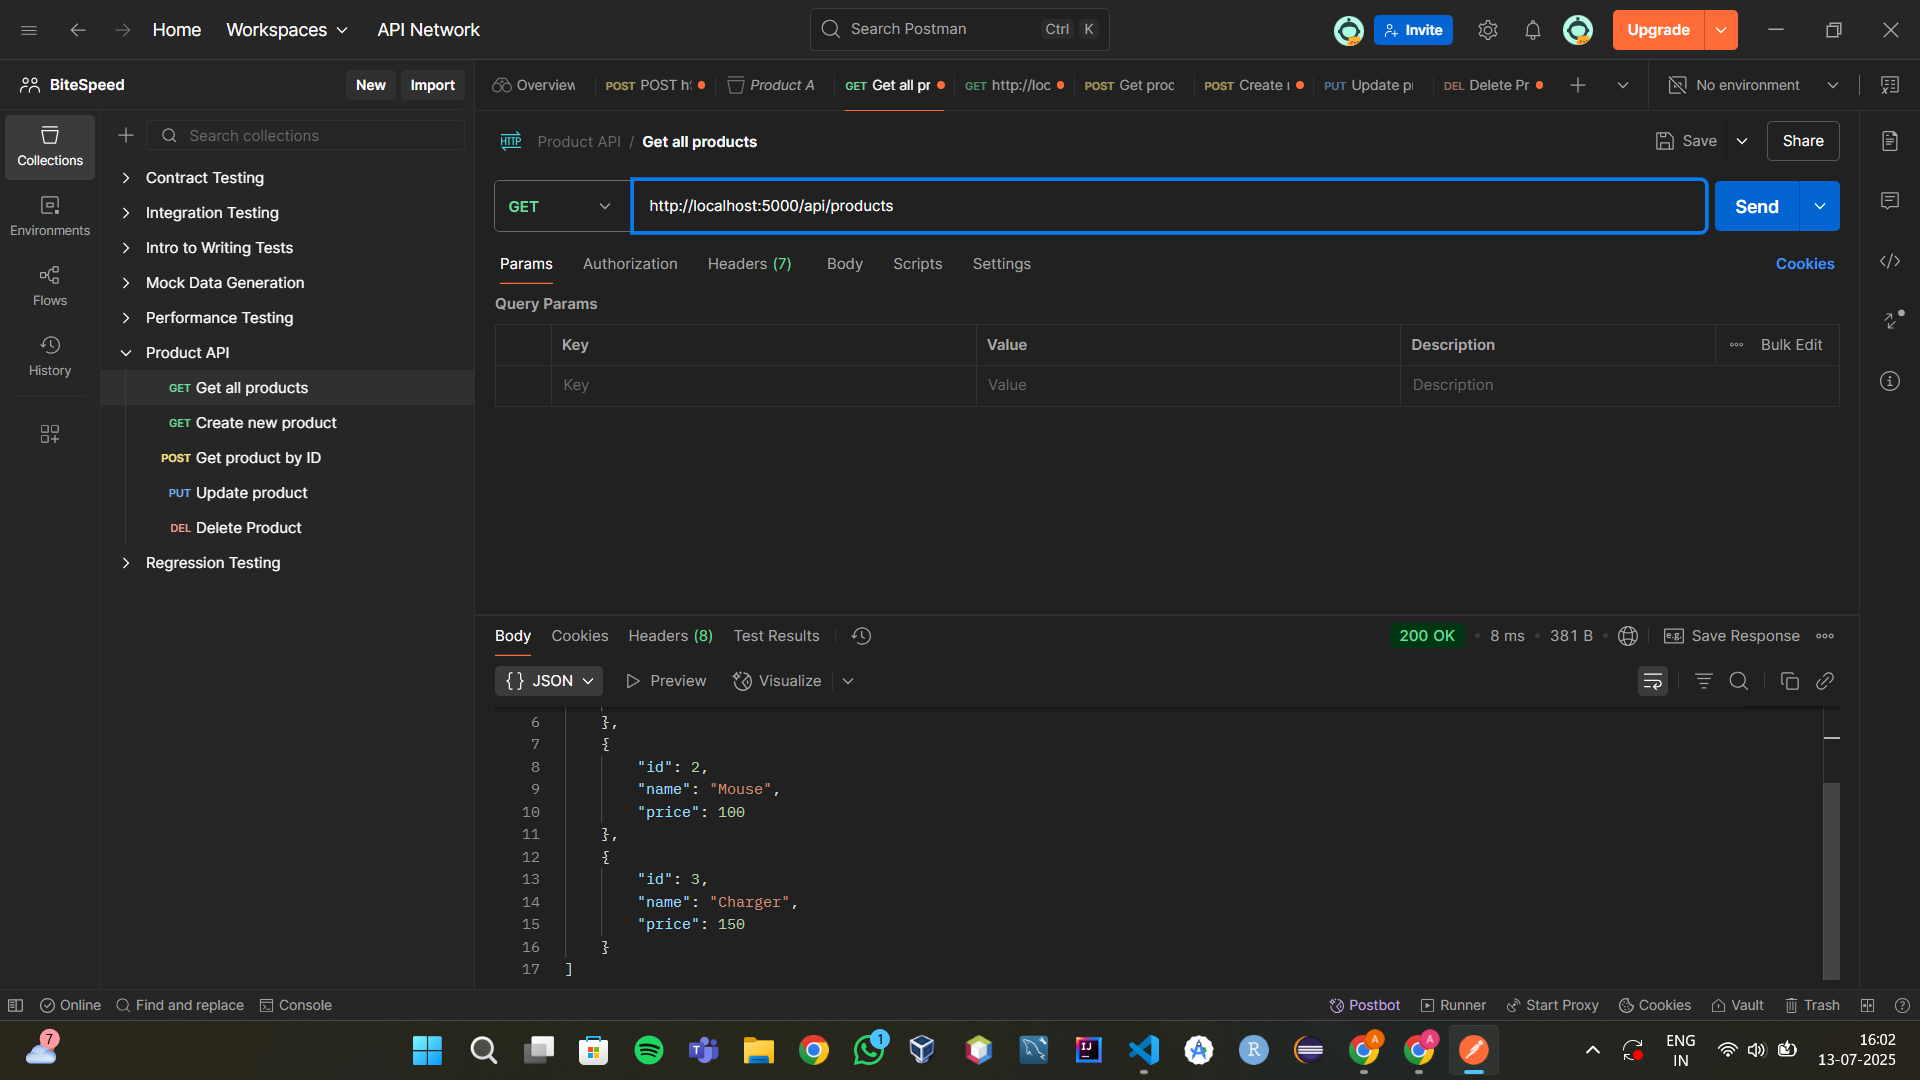 Home Workspaces API Network Search Postman Ctrl K Invite Upgrade
BiteSpeed New Import
Overview POST POST h Product A GET Get all pr GET http://loc POST Get proc POST Create PUT Update p DEL Delete Pr No environment
Collections
Environments
Flows
History
Search collections
Contract Testing
Integration Testing
Intro to Writing Tests
Mock Data Generation
Performance Testing
Product API
GET Get all products
GET Create new product
POST Get product by ID
PUT Update product
DEL Delete Product
Regression Testing
HTTP Product API / Get all products Save Share
GET http://localhost:5000/api/products Send
Params Authorization Headers (7) Body Scripts Settings Cookies
Query Params
Key Value Description Bulk Edit
Key Value Description
Body Cookies Headers (8) Test Results 200 OK 8 ms 381 B e.g. Save Response
{} JSON Preview Visualize
6 },
7 {
8 "id": 2,
9 "name": "Mouse",
10 "price": 100
11 },
12 {
13 "id": 3,
14 "name": "Charger",
15 "price": 150
16 }
17 ]
Online Find and replace Console Postbot Runner Start Proxy Cookies Vault Trash
7 1 A A ENG IN 16:02
13-07-2025